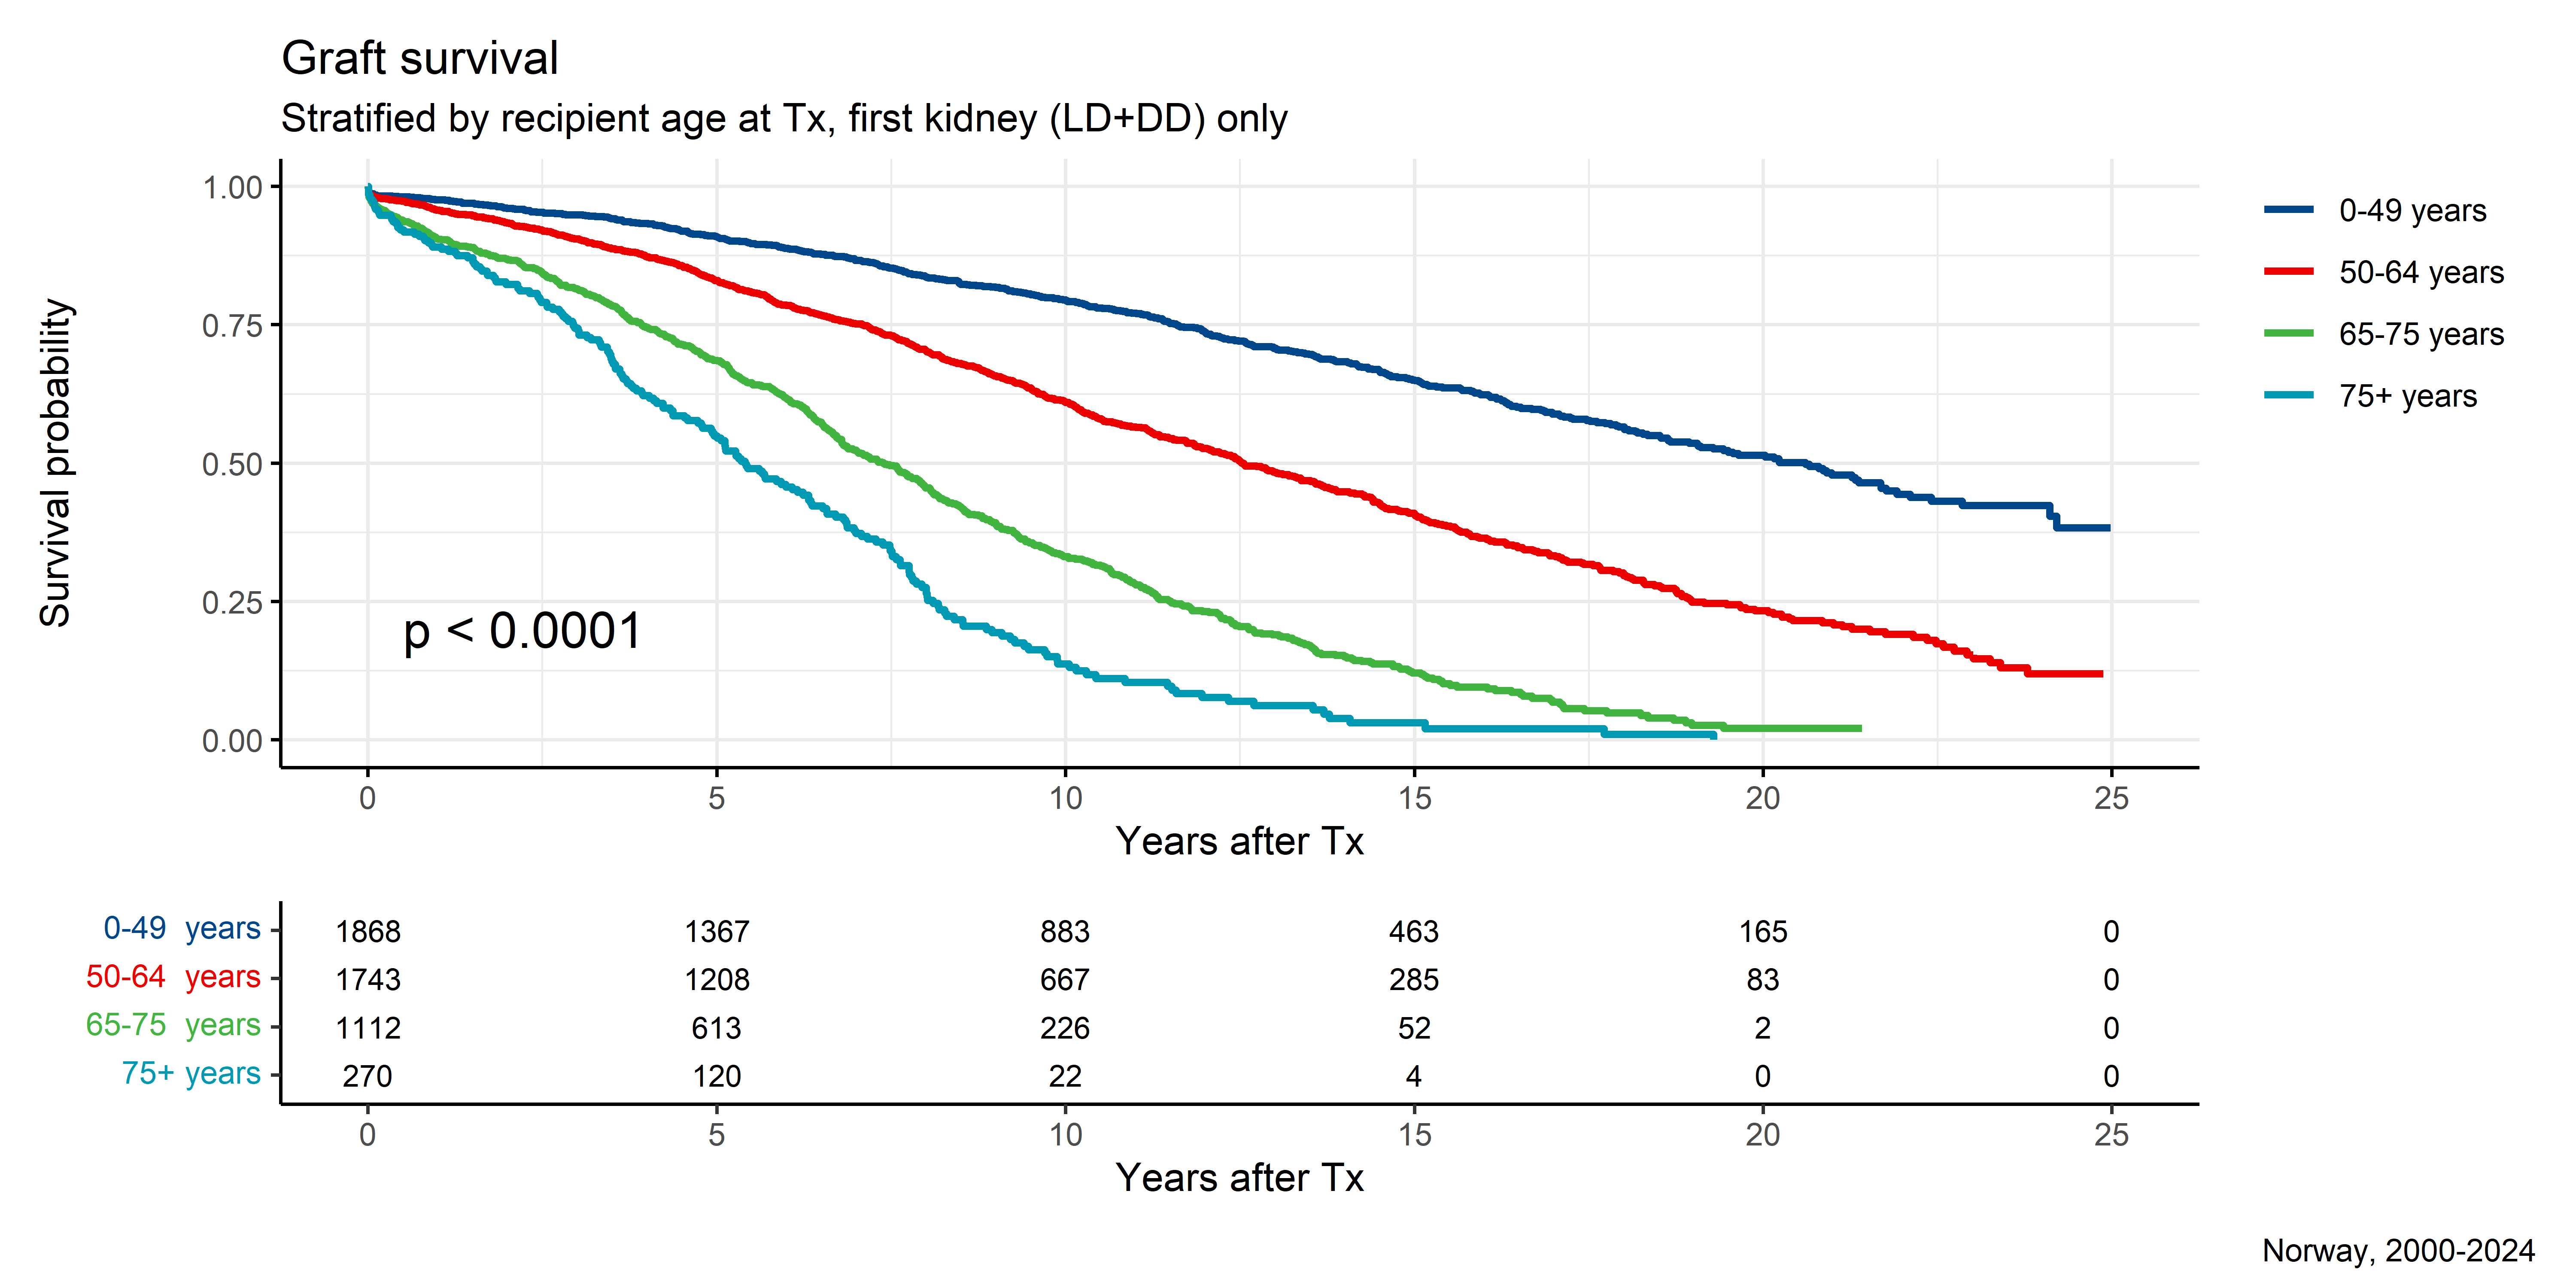 Graft survival
Stratified by recipient age at Tx, first kidney (LD+DD) only
Survival probability
1.00
0.75
0.50
0.25
0.00
p < 0.0001
0 5 10 15 20 25
Years after Tx
0-49 years
50-64 years
65-75 years
75+ years
0-49 years 1868 1367 883 463 165 0
50-64 years 1743 1208 667 285 83 0
65-75 years 1112 613 226 52 2 0
75+ years 270 120 22 4 0 0
0 5 10 15 20 25
Years after Tx
Norway, 2000-2024